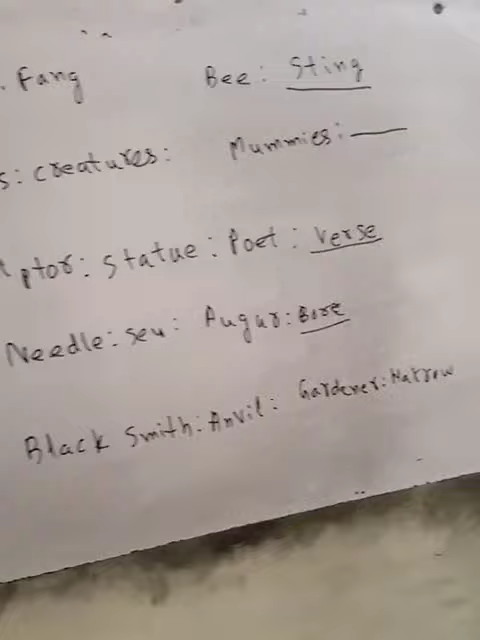 . Fang Bee: Sting
s: creatures: Mummies: —
ptor: statue: Poet: Verse
Needle: sew: Augur: Bore
Black Smith: Anvil: Gardener: Harrow